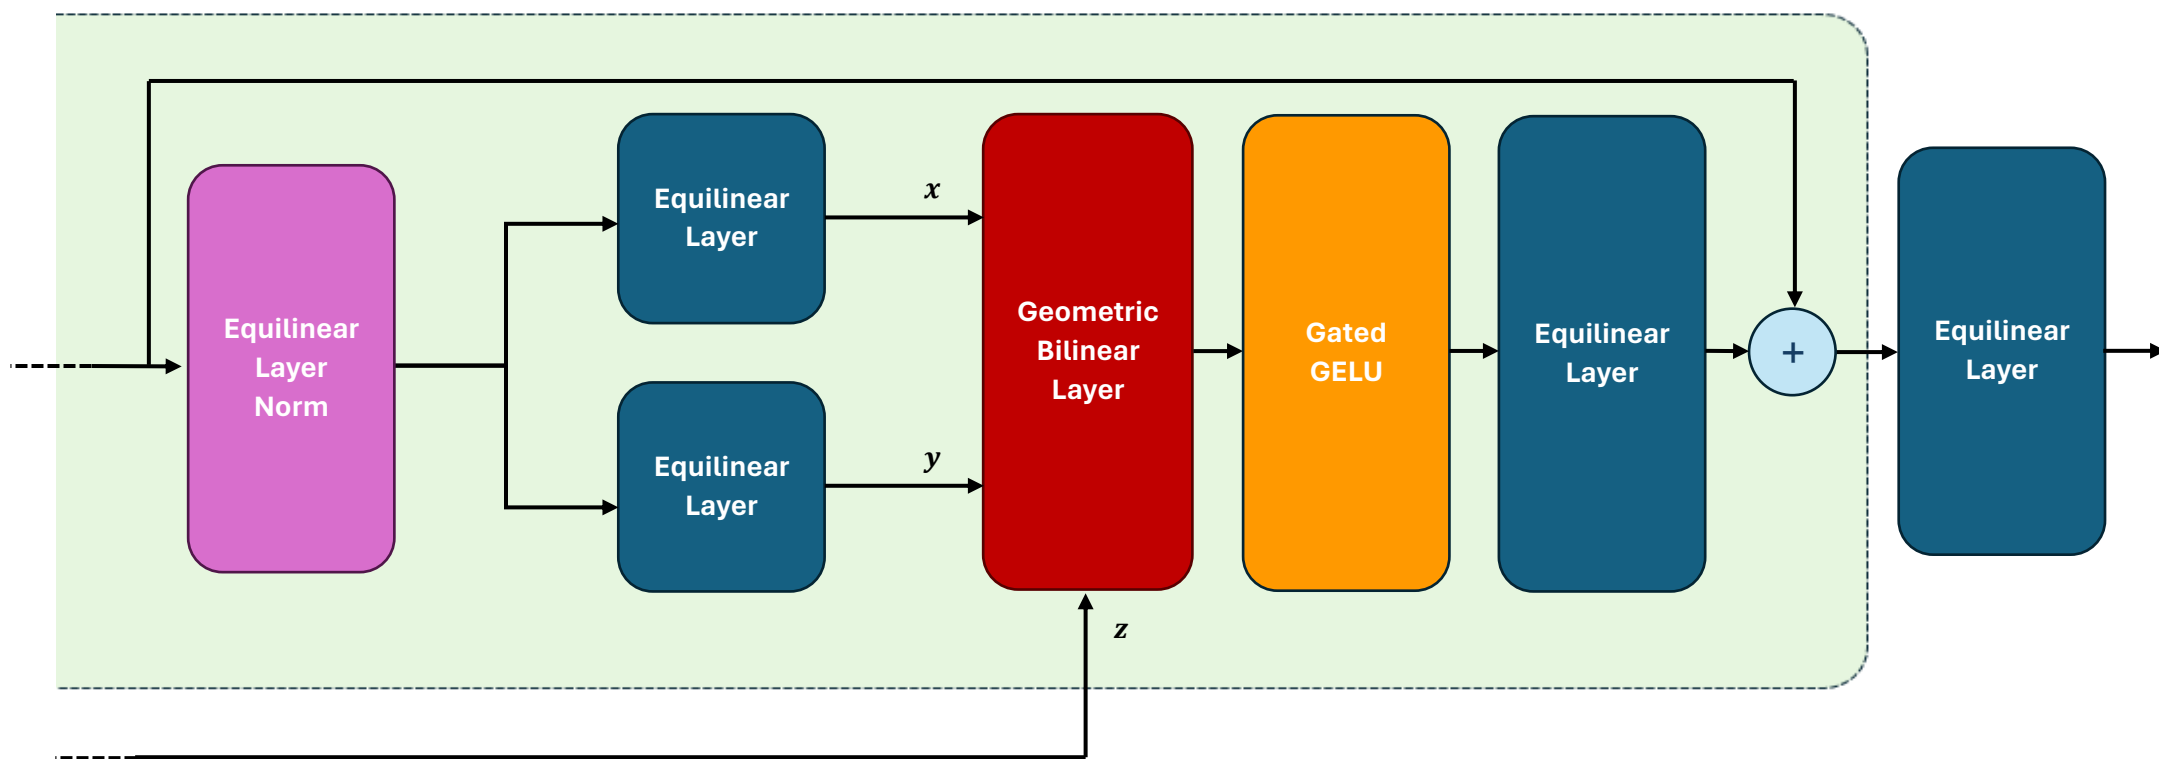 Equilinear
Layer
Norm
Equilinear
Layer
x
Equilinear
Layer
y
Geometric
Bilinear
Layer
z
Gated
GELU
Equilinear
Layer
+
Equilinear
Layer